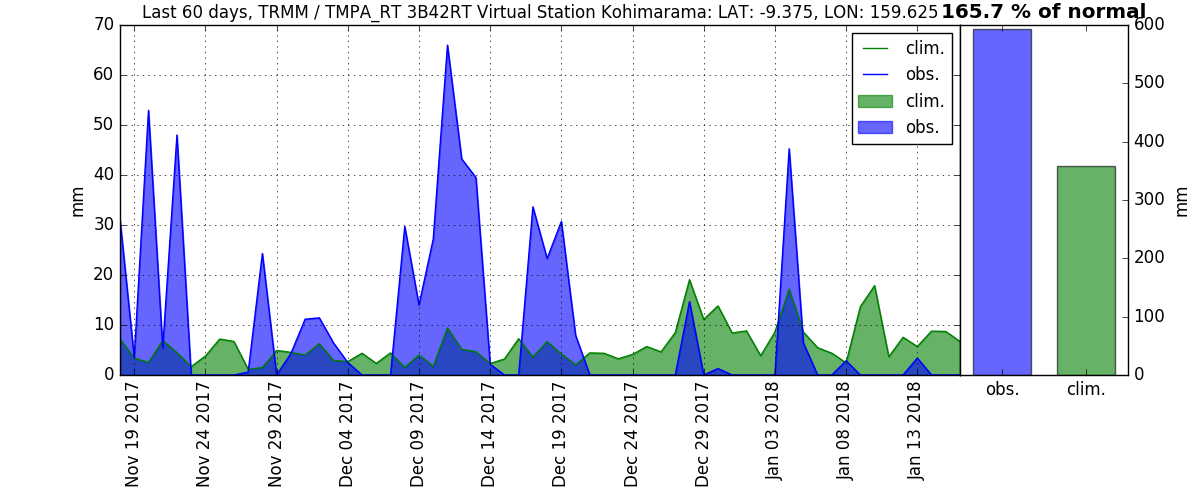 Last 60 days, TRMM / TMPA_RT 3B42RT Virtual Station Kohimarama: LAT: -9.375, LON: 159.625 165.7 % of normal
70
60
50
40
30
20
10
0
mm
clim.
obs.
clim.
obs.
600
500
400
300
200
100
0
mm
obs.
clim.
Nov 19 2017
Nov 24 2017
Nov 29 2017
Dec 04 2017
Dec 09 2017
Dec 14 2017
Dec 19 2017
Dec 24 2017
Dec 29 2017
Jan 03 2018
Jan 08 2018
Jan 13 2018